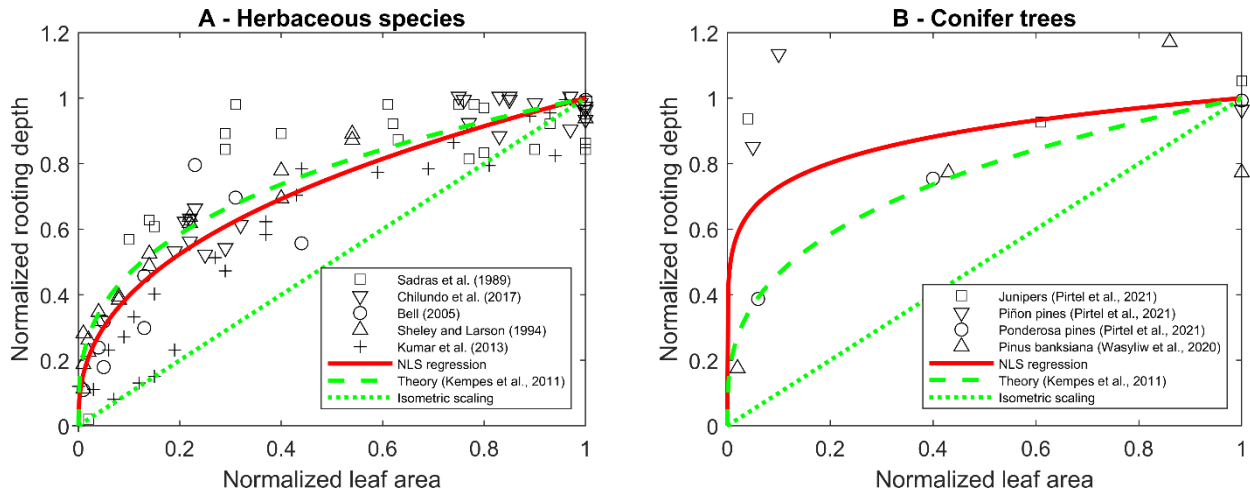 A - Herbaceous species
1.2
1
0.8
0.6
0.4
0.2
0
Normalized rooting depth
Sadras et al. (1989)
Chilundo et al. (2017)
Bell (2005)
Sheley and Larson (1994)
Kumar et al. (2013)
NLS regression
Theory (Kempes et al., 2011)
Isometric scaling
0 0.2 0.4 0.6 0.8 1
Normalized leaf area
B - Conifer trees
1.2
1
0.8
0.6
0.4
0.2
0
Normalized rooting depth
Junipers (Pirtel et al., 2021)
Piñon pines (Pirtel et al., 2021)
Ponderosa pines (Pirtel et al., 2021)
Pinus banksiana (Wasyliw et al., 2020)
NLS regression
Theory (Kempes et al., 2011)
Isometric scaling
0 0.2 0.4 0.6 0.8 1
Normalized leaf area